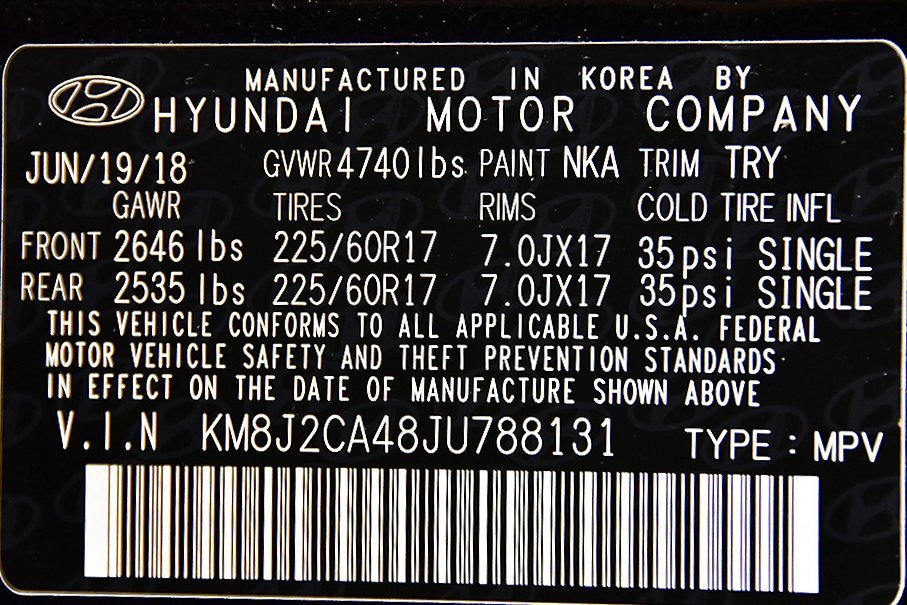 MANUFACTURED IN KOREA BY
HYUNDAI MOTOR COMPANY
JUN/19/18 GVWR 4740 lbs PAINT NKA TRIM TRY
GAWR TIRES RIMS COLD TIRE INFL
FRONT 2646 lbs 225/60R17 7.0JX17 35psi SINGLE
REAR 2535 lbs 225/60R17 7.0JX17 35psi SINGLE
THIS VEHICLE CONFORMS TO ALL APPLICABLE U.S.A. FEDERAL
MOTOR VEHICLE SAFETY AND THEFT PREVENTION STANDARDS
IN EFFECT ON THE DATE OF MANUFACTURE SHOWN ABOVE
V.I.N KM8J2CA48JU788131 TYPE : MPV